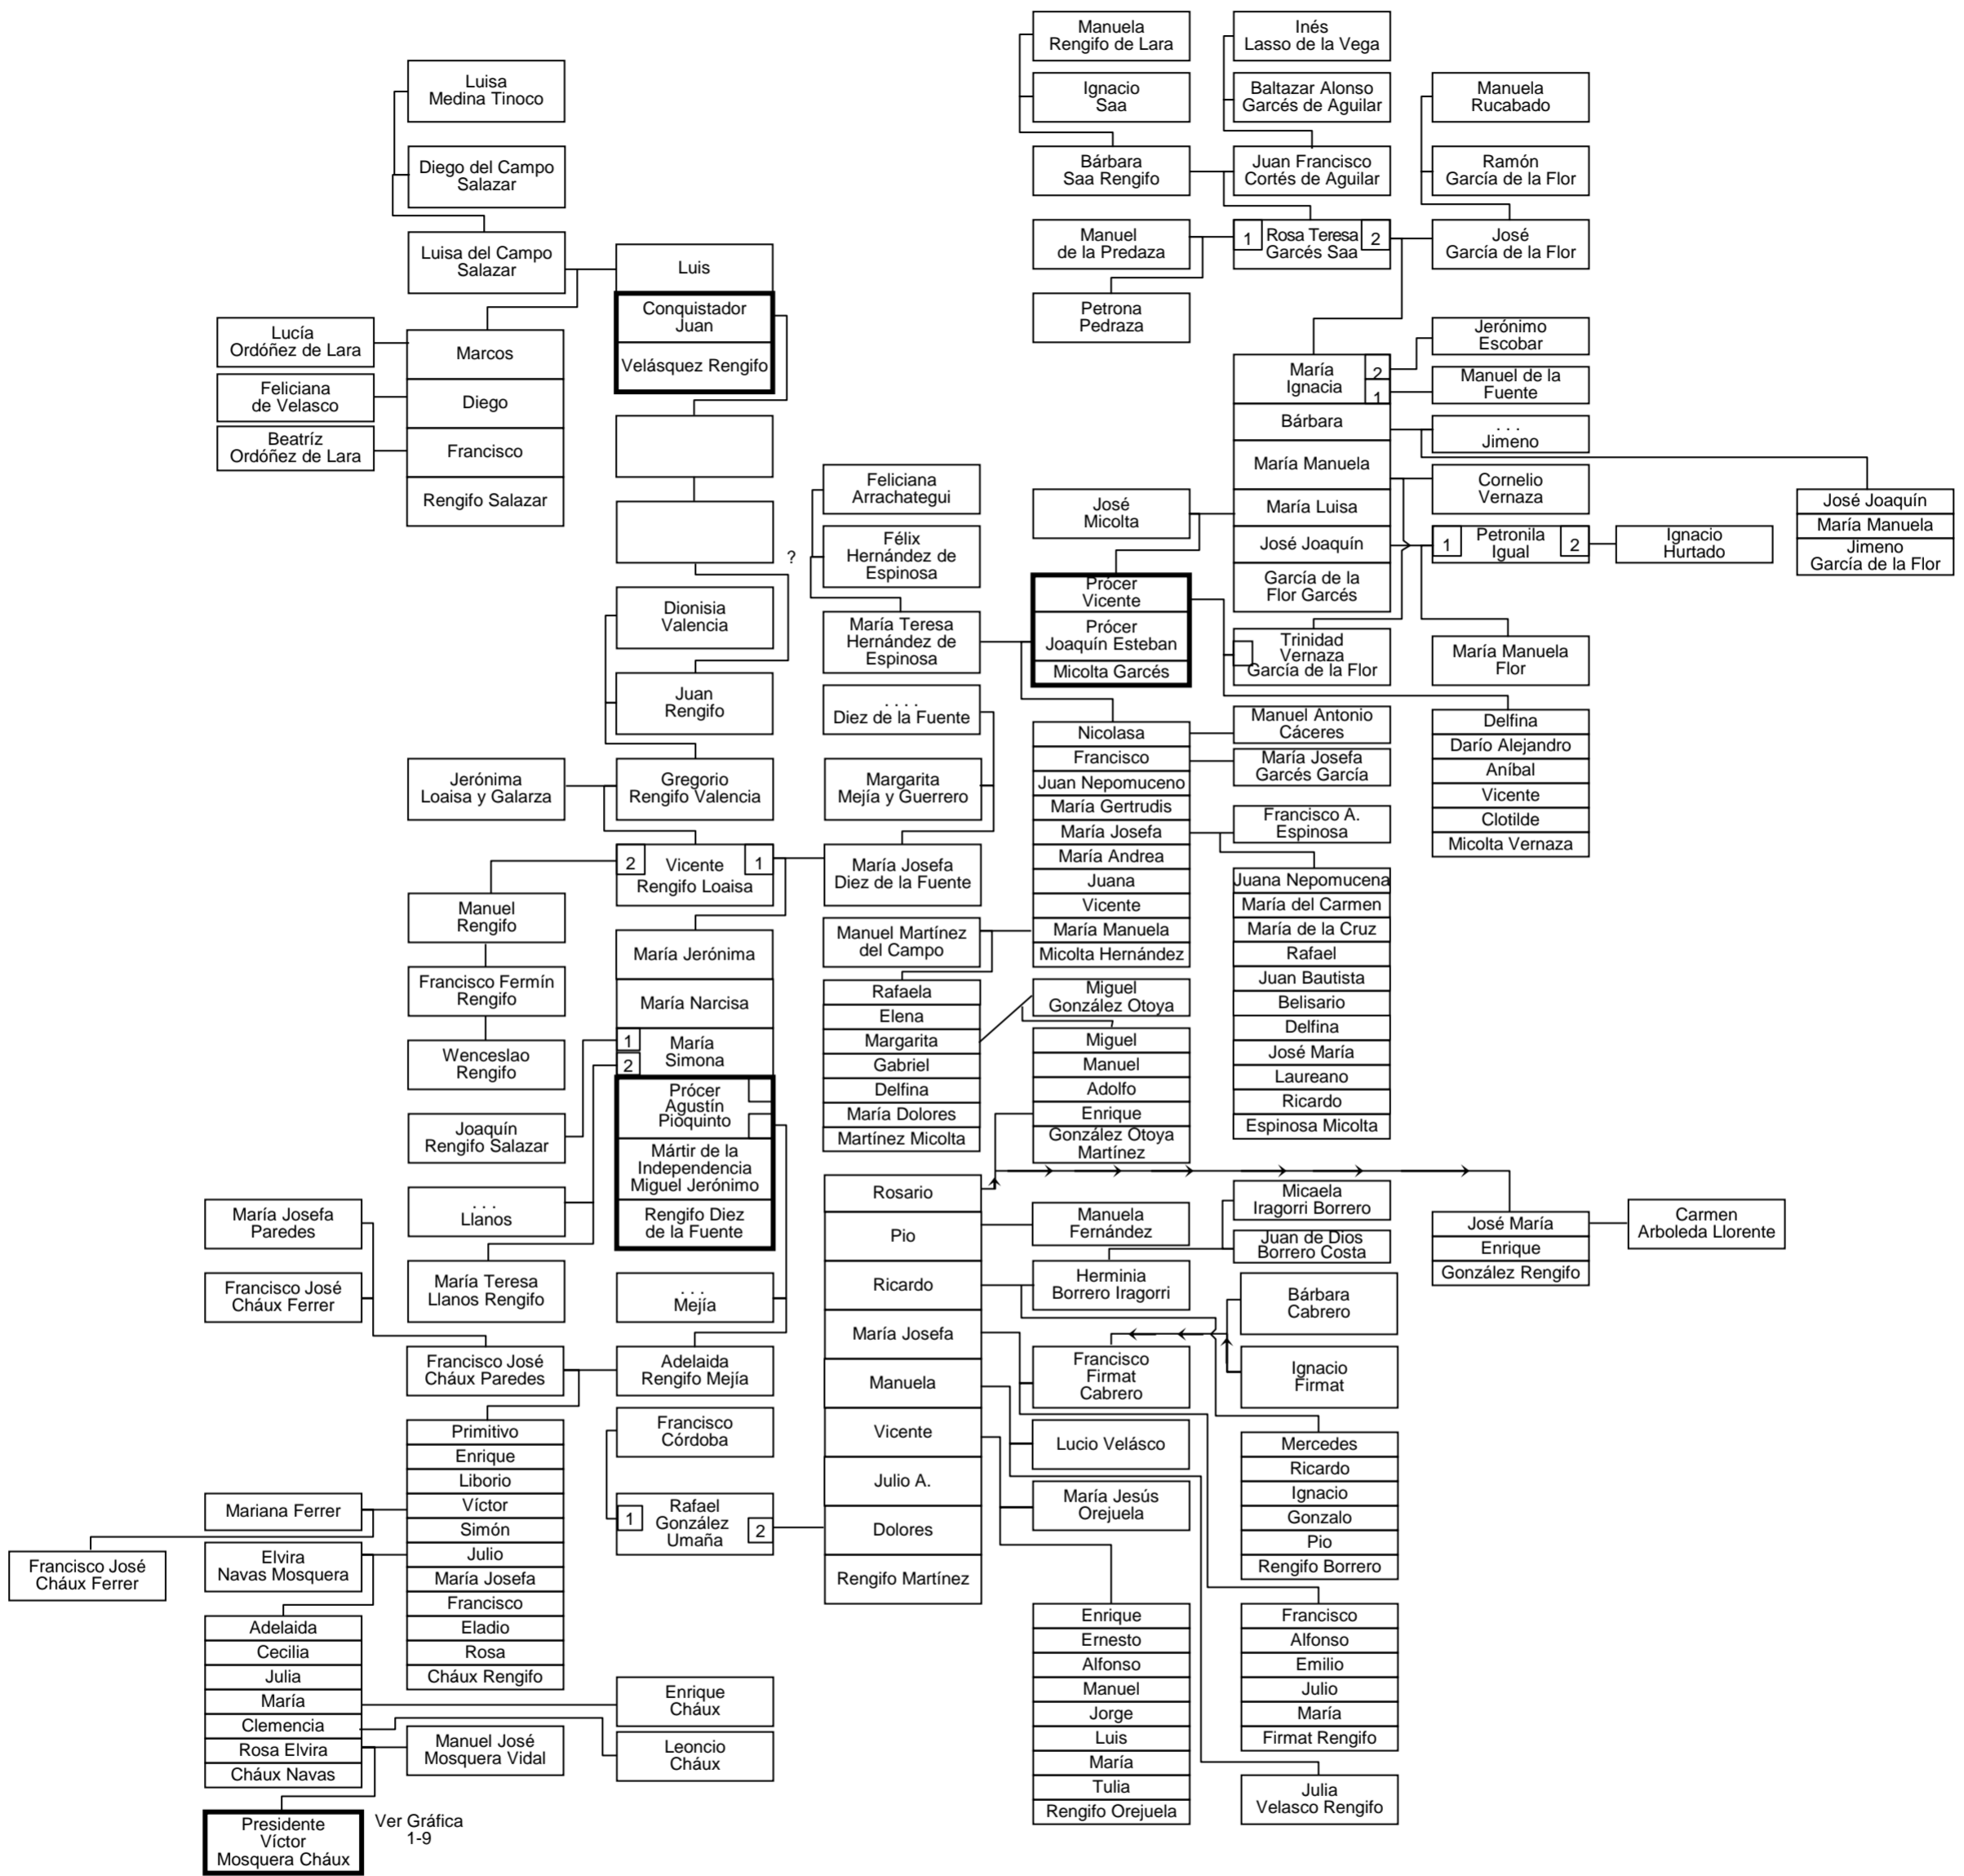 Manuela
Rengifo de Lara
Inés
Lasso de la Vega
Luisa
Medina Tinoco
Ignacio
Saa
Baltazar Alonso
Garcés de Aguilar
Manuela
Rucabado
Diego del Campo
Salazar
Bárbara
Saa Rengifo
Juan Francisco
Cortés de Aguilar
Ramón
García de la Flor
Luisa del Campo
Salazar
Luis
Manuel
de la Predaza
1
Rosa Teresa
Garcés Saa
2
José
García de la Flor
Conquistador
Juan
Velásquez Rengifo
Petrona
Pedraza
Lucía
Ordóñez de Lara
Feliciana
de Velasco
Beatríz
Ordóñez de Lara
Marcos
Diego
Francisco
Rengifo Salazar
Jerónimo
Escobar
María
Ignacia
2
1
Manuel de la
Fuente
Bárbara
. . .
Jimeno
María Manuela
Cornelio
Vernaza
María Luisa
José Joaquín
García de la
Flor Garcés
José Joaquín
María Manuela
Jimeno
García de la Flor
1
Petronila
Igual
2
Ignacio
Hurtado
Feliciana
Arrachategui
José
Micolta
?
Félix
Hernández de
Espinosa
Prócer
Vicente
Prócer
Joaquín Esteban
Micolta Garcés
Dionisia
Valencia
María Teresa
Hernández de
Espinosa
Trinidad
Vernaza
García de la Flor
María Manuela
Flor
Juan
Rengifo
. . . .
Diez de la Fuente
Nicolasa
Francisco
Juan Nepomuceno
María Gertrudis
María Josefa
María Andrea
Juana
Vicente
María Manuela
Micolta Hernández
Manuel Antonio
Cáceres
María Josefa
Garcés García
Francisco A.
Espinosa
Delfina
Darío Alejandro
Aníbal
Vicente
Clotilde
Micolta Vernaza
Jerónima
Loaisa y Galarza
Gregorio
Rengifo Valencia
Margarita
Mejía y Guerrero
2
Vicente
Rengifo Loaisa
1
María Josefa
Diez de la Fuente
Juana Nepomucena
María del Carmen
María de la Cruz
Rafael
Juan Bautista
Belisario
Delfina
José María
Laureano
Ricardo
Espinosa Micolta
Manuel
Rengifo
Francisco Fermín
Rengifo
Wenceslao
Rengifo
Joaquín
Rengifo Salazar
. . .
Llanos
María Teresa
Llanos Rengifo
María Jerónima
María Narcisa
1
María
Simona
2
Prócer
Agustín
Pioquinto
Mártir de la
Independencia
Miguel Jerónimo
Rengifo Diez
de la Fuente
Manuel Martínez
del Campo
Rafaela
Elena
Margarita
Gabriel
Delfina
María Dolores
Martínez Micolta
Miguel
González Otoya
Miguel
Manuel
Adolfo
Enrique
González Otoya
Martínez
María Josefa
Paredes
Francisco José
Cháux Ferrer
. . .
Mejía
Francisco José
Cháux Paredes
Adelaida
Rengifo Mejía
Rosario
Pio
Ricardo
María Josefa
Manuela
Vicente
Julio A.
Dolores
Rengifo Martínez
Manuela
Fernández
Micaela
Iragorri Borrero
Juan de Dios
Borrero Costa
Herminia
Borrero Iragorri
José María
Enrique
González Rengifo
Carmen
Arboleda Llorente
Bárbara
Cabrero
Francisco
Firmat
Cabrero
Ignacio
Firmat
Lucio Velásco
María Jesús
Orejuela
Mercedes
Ricardo
Ignacio
Gonzalo
Pio
Rengifo Borrero
Primitivo
Enrique
Liborio
Víctor
Simón
Julio
María Josefa
Francisco
Eladio
Rosa
Cháux Rengifo
Francisco
Córdoba
1
Rafael
González
Umaña
2
Mariana Ferrer
Francisco José
Cháux Ferrer
Elvira
Navas Mosquera
Adelaida
Cecilia
Julia
María
Clemencia
Rosa Elvira
Cháux Navas
Enrique
Cháux
Manuel José
Mosquera Vidal
Leoncio
Cháux
Enrique
Ernesto
Alfonso
Manuel
Jorge
Luis
María
Tulia
Rengifo Orejuela
Francisco
Alfonso
Emilio
Julio
María
Firmat Rengifo
Julia
Velasco Rengifo
Presidente
Víctor
Mosquera Cháux
Ver Gráfica
1-9